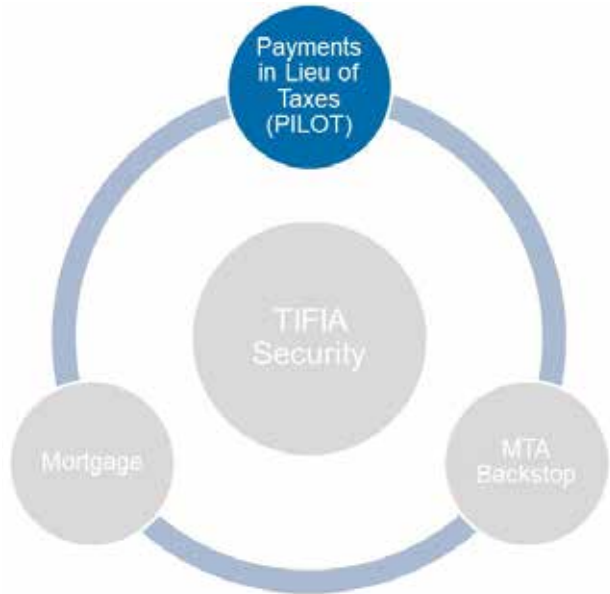 Payments
in Lieu of
Taxes
(PILOT)
TIFIA
Security
Mortgage
MTA
Backstop